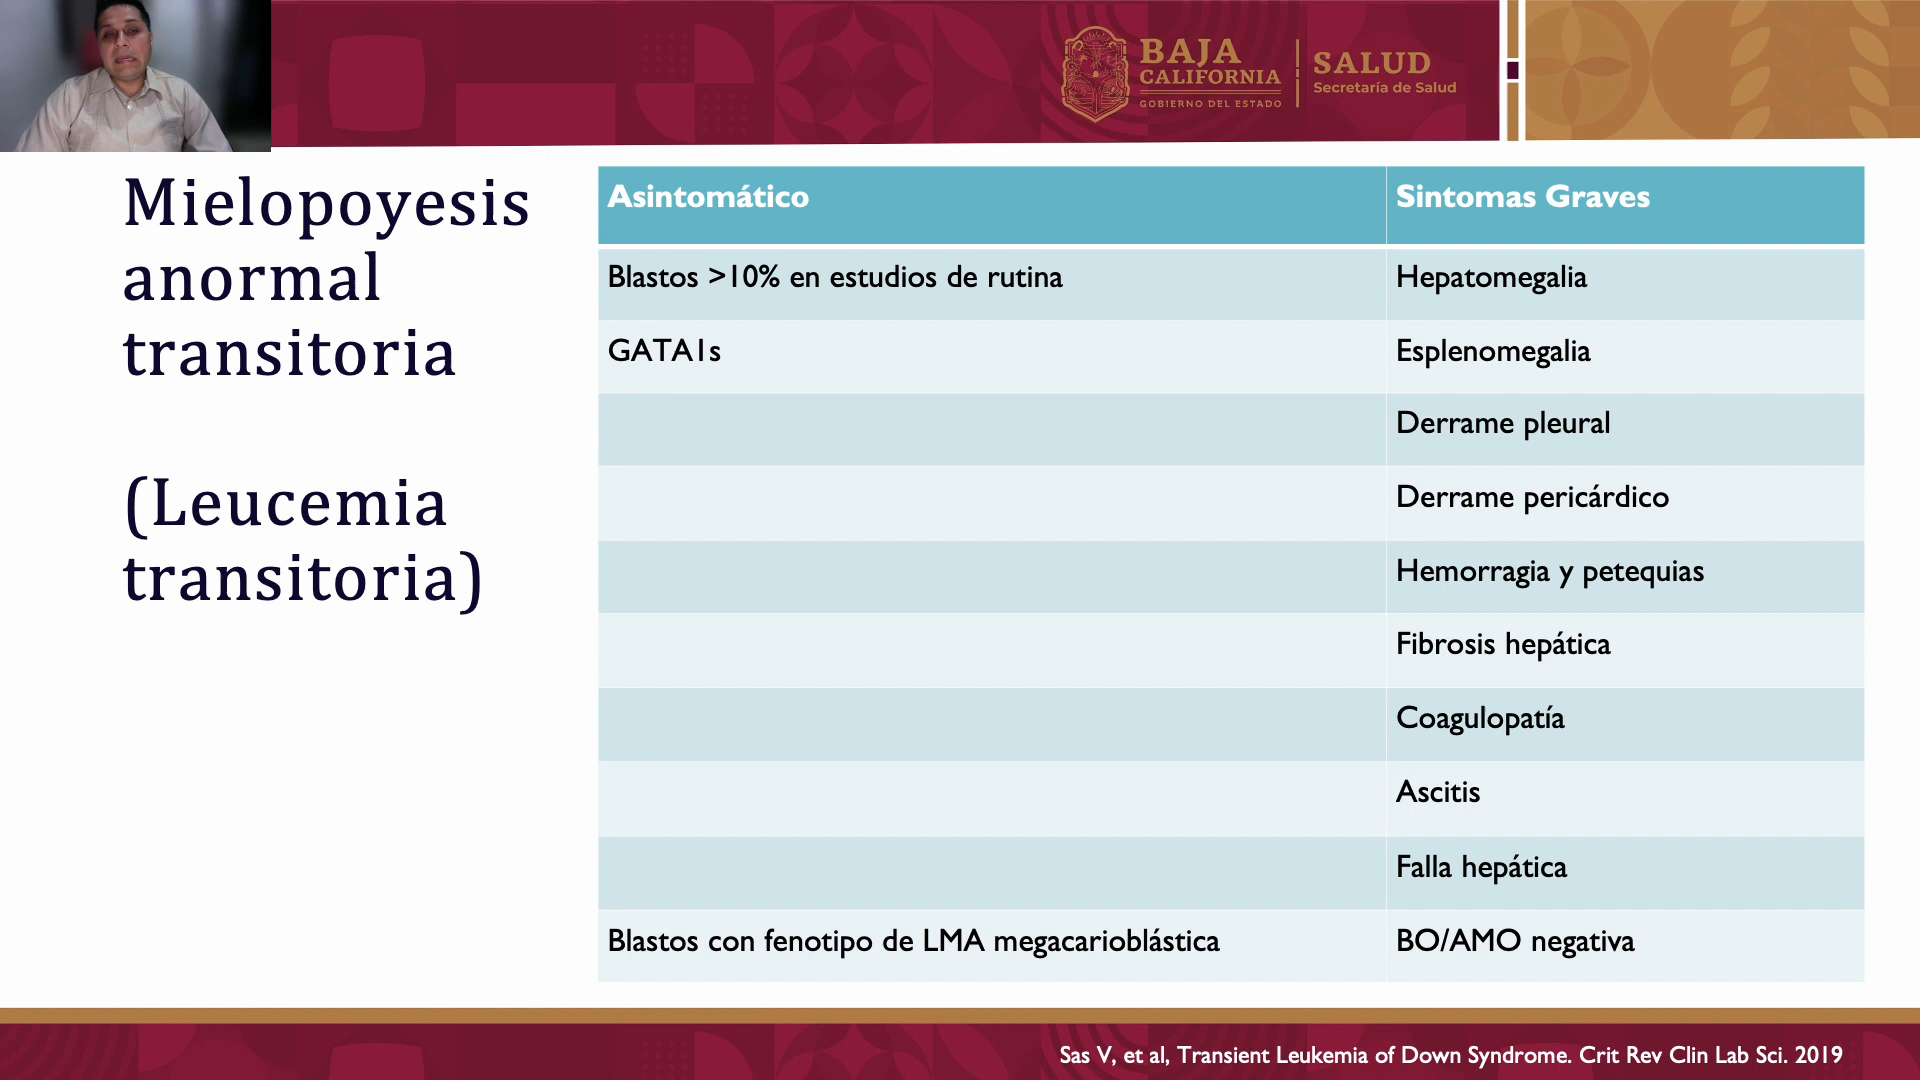 BAJA
CALIFORNIA
GOBIERNO DEL ESTADO
SALUD
Secretaría de Salud
Mielopoyesis
anormal
transitoria
(Leucemia
transitoria)
Asintomático
Sintomas Graves
Blastos >10% en estudios de rutina
Hepatomegalia
GATA1s
Esplenomegalia
Derrame pleural
Derrame pericárdico
Hemorragia y petequias
Fibrosis hepática
Coagulopatía
Ascitis
Falla hepática
Blastos con fenotipo de LMA megacarioblástica
BO/AMO negativa
Sas V, et al, Transient Leukemia of Down Syndrome. Crit Rev Clin Lab Sci. 2019